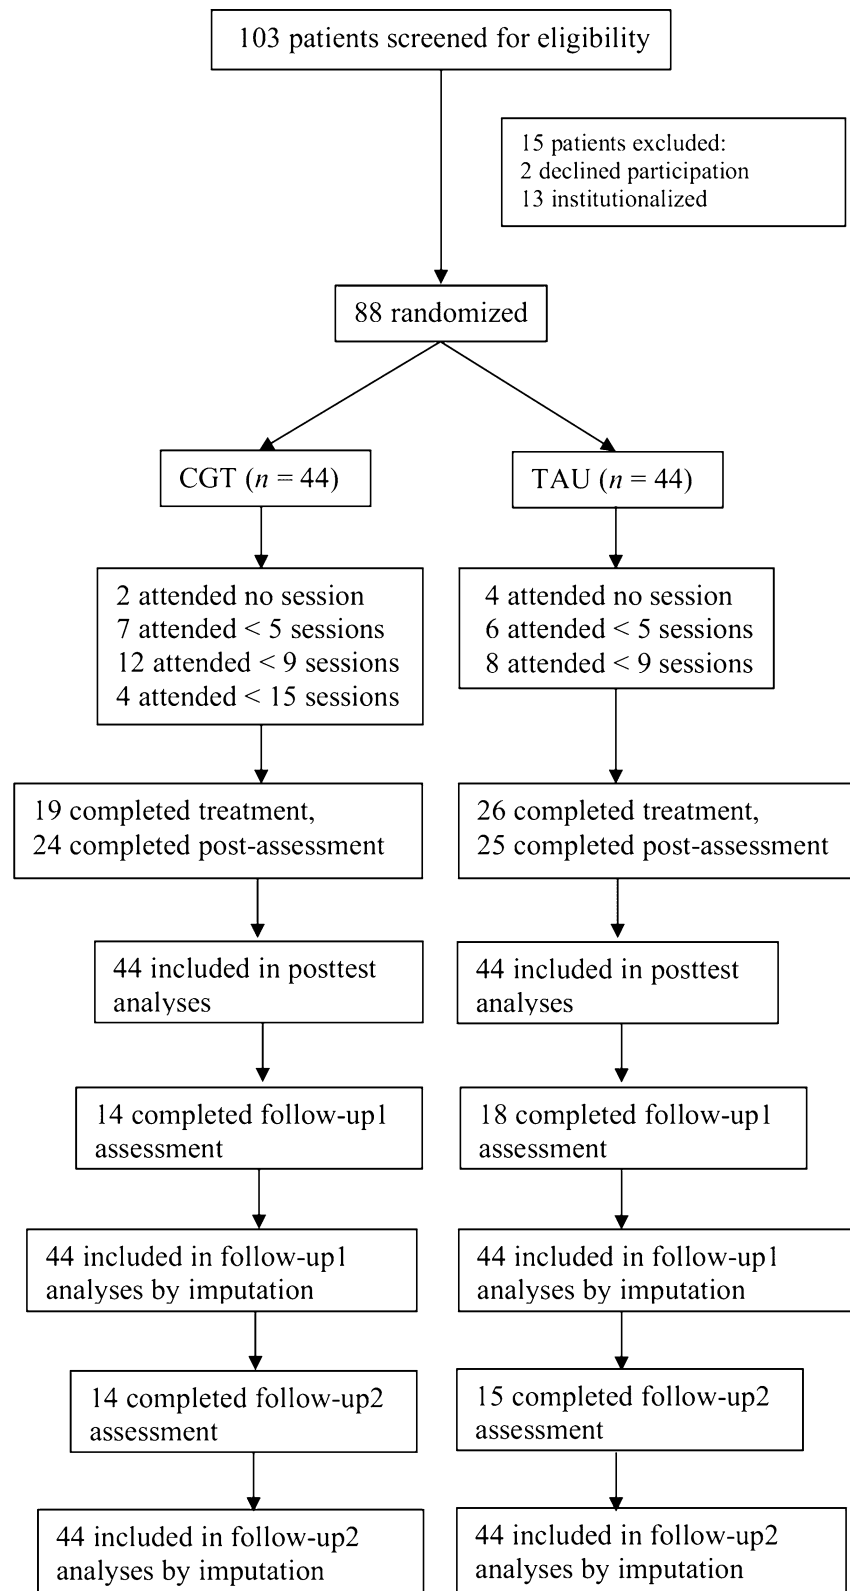 103 patients screened for eligibility
15 patients excluded:
2 declined participation
13 institutionalized
88 randomized
CGT (n = 44)
TAU (n = 44)
2 attended no session
7 attended < 5 sessions
12 attended < 9 sessions
4 attended < 15 sessions
4 attended no session
6 attended < 5 sessions
8 attended < 9 sessions
19 completed treatment,
24 completed post-assessment
26 completed treatment,
25 completed post-assessment
44 included in posttest
analyses
44 included in posttest
analyses
14 completed follow-up1
assessment
18 completed follow-up1
assessment
44 included in follow-up1
analyses by imputation
44 included in follow-up1
analyses by imputation
14 completed follow-up2
assessment
15 completed follow-up2
assessment
44 included in follow-up2
analyses by imputation
44 included in follow-up2
analyses by imputation